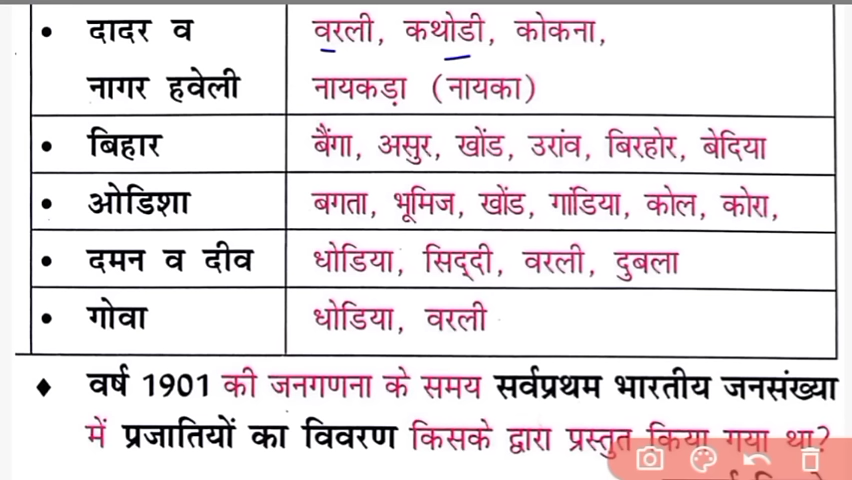 • दादर व वरली, कथोडी, कोकना,
नागर हवेली नायकड़ा (नायका)
• बिहार बैंगा, असुर, खोंड, उरांव, बिरहोर, बेदिया
• ओडिशा बगता, भूमिज, खोंड, गांडिया, कोल, कोरा,
• दमन व दीव धोडिया, सिद्दी, वरली, दुबला
• गोवा धोडिया, वरली
♦ वर्ष 1901 की जनगणना के समय सर्वप्रथम भारतीय जनसंख्या
में प्रजातियों का विवरण किसके द्वारा प्रस्तुत किया गया था?